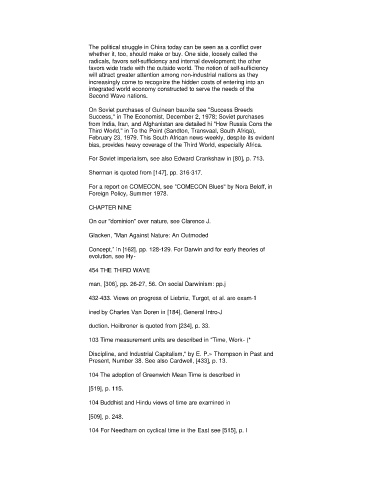 The political struggle in China today can be seen as a conflict over
whether it, too, should make or buy. One side, loosely called the
radicals, favors self-sufficiency and internal development; the other
favors wide trade with the outside world. The notion of self-sufficiency
will attract greater attention among non-industrial nations as they
increasingly come to recognize the hidden costs of entering into an
integrated world economy constructed to serve the needs of the
Second Wave nations.
On Soviet purchases of Guinean bauxite see "Success Breeds
Success," in The Economist, December 2, 1978; Soviet purchases
from India, Iran, and Afghanistan are detailed hi "How Russia Cons the
Third World," in To the Point (Sandton, Transvaal, South Africa),
February 23, 1979. This South African news-weekly, despite its evident
bias, provides heavy coverage of the Third World, especially Africa.
For Soviet imperialism, see also Edward Crankshaw in [80], p. 713.
Sherman is quoted from [147], pp. 316-317.
For a report on COMECON, see "COMECON Blues" by Nora Beloff, in
Foreign Policy, Summer 1978.
CHAPTER NINE
On our "dominion" over nature, see Clarence J.
Glacken, "Man Against Nature: An Outmoded
Concept," in [162], pp. 128-129. For Darwin and for early theories of
evolution, see Hy-
454 THE THIRD WAVE
man, [306], pp. 26-27, 56. On social Darwinism: pp.j
432-433. Views on progress of Liebniz, Turgot, et al. are exam-I!
ined by Charles Van Doren in [184], General Intro-J
duction. Heilbroner is quoted from [234], p. 33.
103 Time measurement units are described in "Time, Work- (*
Discipline, and Industrial Capitalism," by E. P.» Thompson in Past and
Present, Number 38. See also Cardwell, [433], p. 13.
104 The adoption of Greenwich Mean Time is described in
[519], p. 115.
104 Buddhist and Hindu views of time are examined in
[509], p. 248.
104 For Needham on cyclical time in the East see [515], p. I